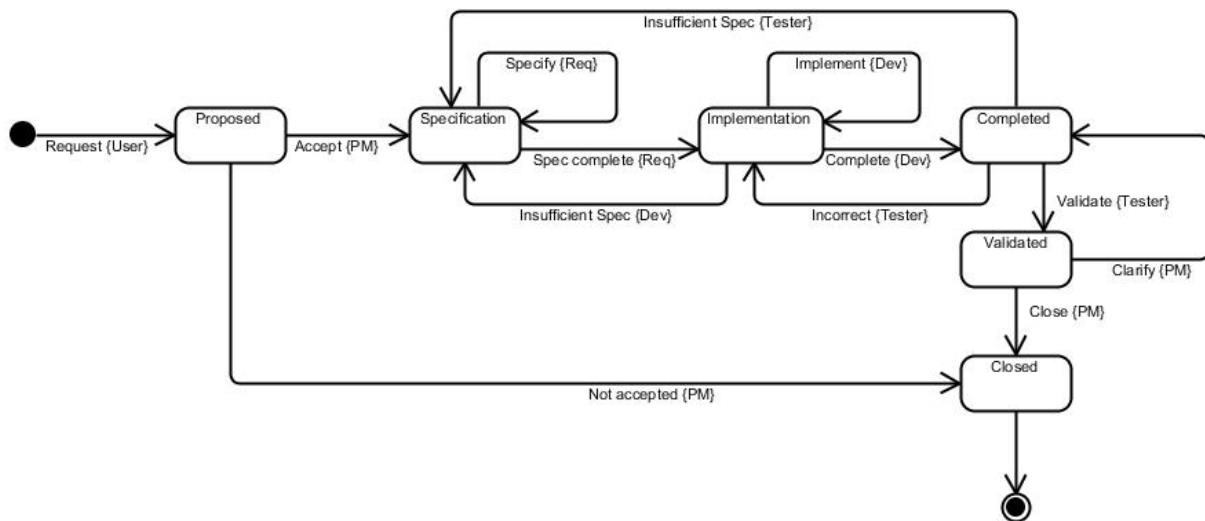 Insufficient Spec {Tester}
Specify {Req}
Implement {Dev}
Proposed
Specification
Implementation
Completed
Request {User}
Accept {PM}
Spec complete {Req}
Complete {Dev}
Insufficient Spec {Dev}
Incorrect {Tester}
Validate {Tester}
Validated
Clarify {PM}
Close {PM}
Closed
Not accepted {PM}